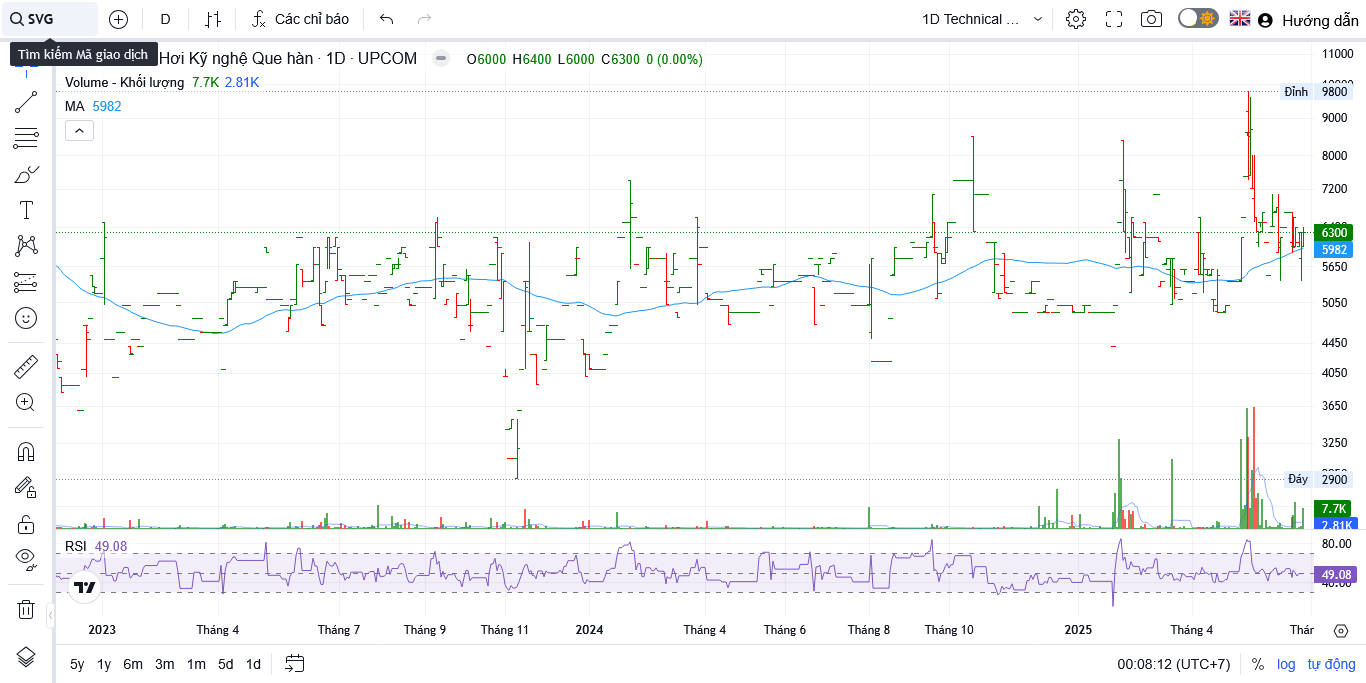 SVG
D
Các chỉ báo
1D Technical ...
Hướng dẫn
Tìm kiếm Mã giao dịch
Hơi Kỹ nghệ Que hàn · 1D · UPCOM
O6000 H6400 L6000 C6300 0 (0.00%)
Volume - Khối lượng 7.7K 2.81K
MA 5982
11000
Đỉnh 9800
9000
8000
7200
6300
5982
5650
5050
4450
4050
3650
3250
Đáy 2900
7.7K
2.81K
RSI 49.08
80.00
49.08
40.00
2023 Tháng 4 Tháng 7 Tháng 9 Tháng 11 2024 Tháng 4 Tháng 6 Tháng 8 Tháng 10 2025 Tháng 4 Thár
5y 1y 6m 3m 1m 5d 1d
00:08:12 (UTC+7) % log tự động